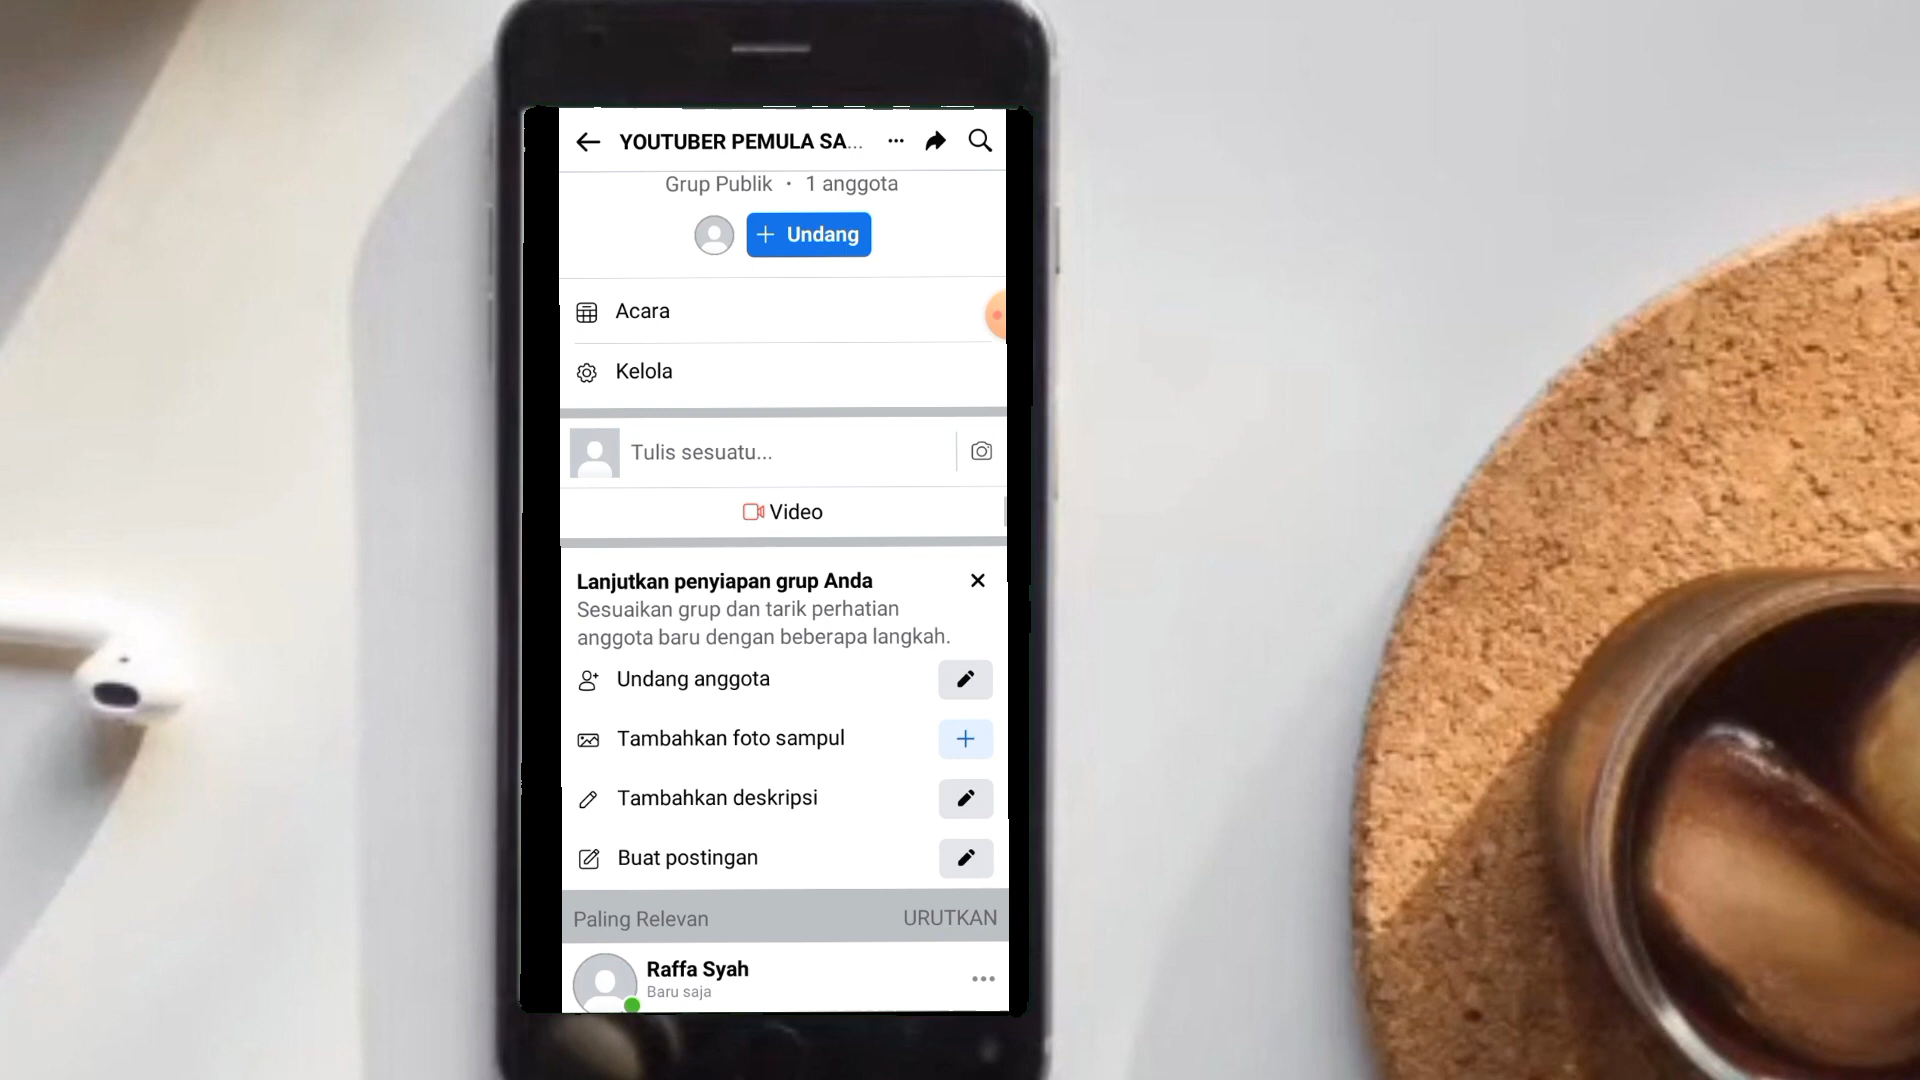 YOUTUBER PEMULA SA...
Grup Publik · 1 anggota
+ Undang
Acara
Kelola
Tulis sesuatu...
Video
Lanjutkan penyiapan grup Anda
Sesuaikan grup dan tarik perhatian
anggota baru dengan beberapa langkah.
Undang anggota
Tambahkan foto sampul
Tambahkan deskripsi
Buat postingan
Paling Relevan
URUTKAN
Raffa Syah
Baru saja